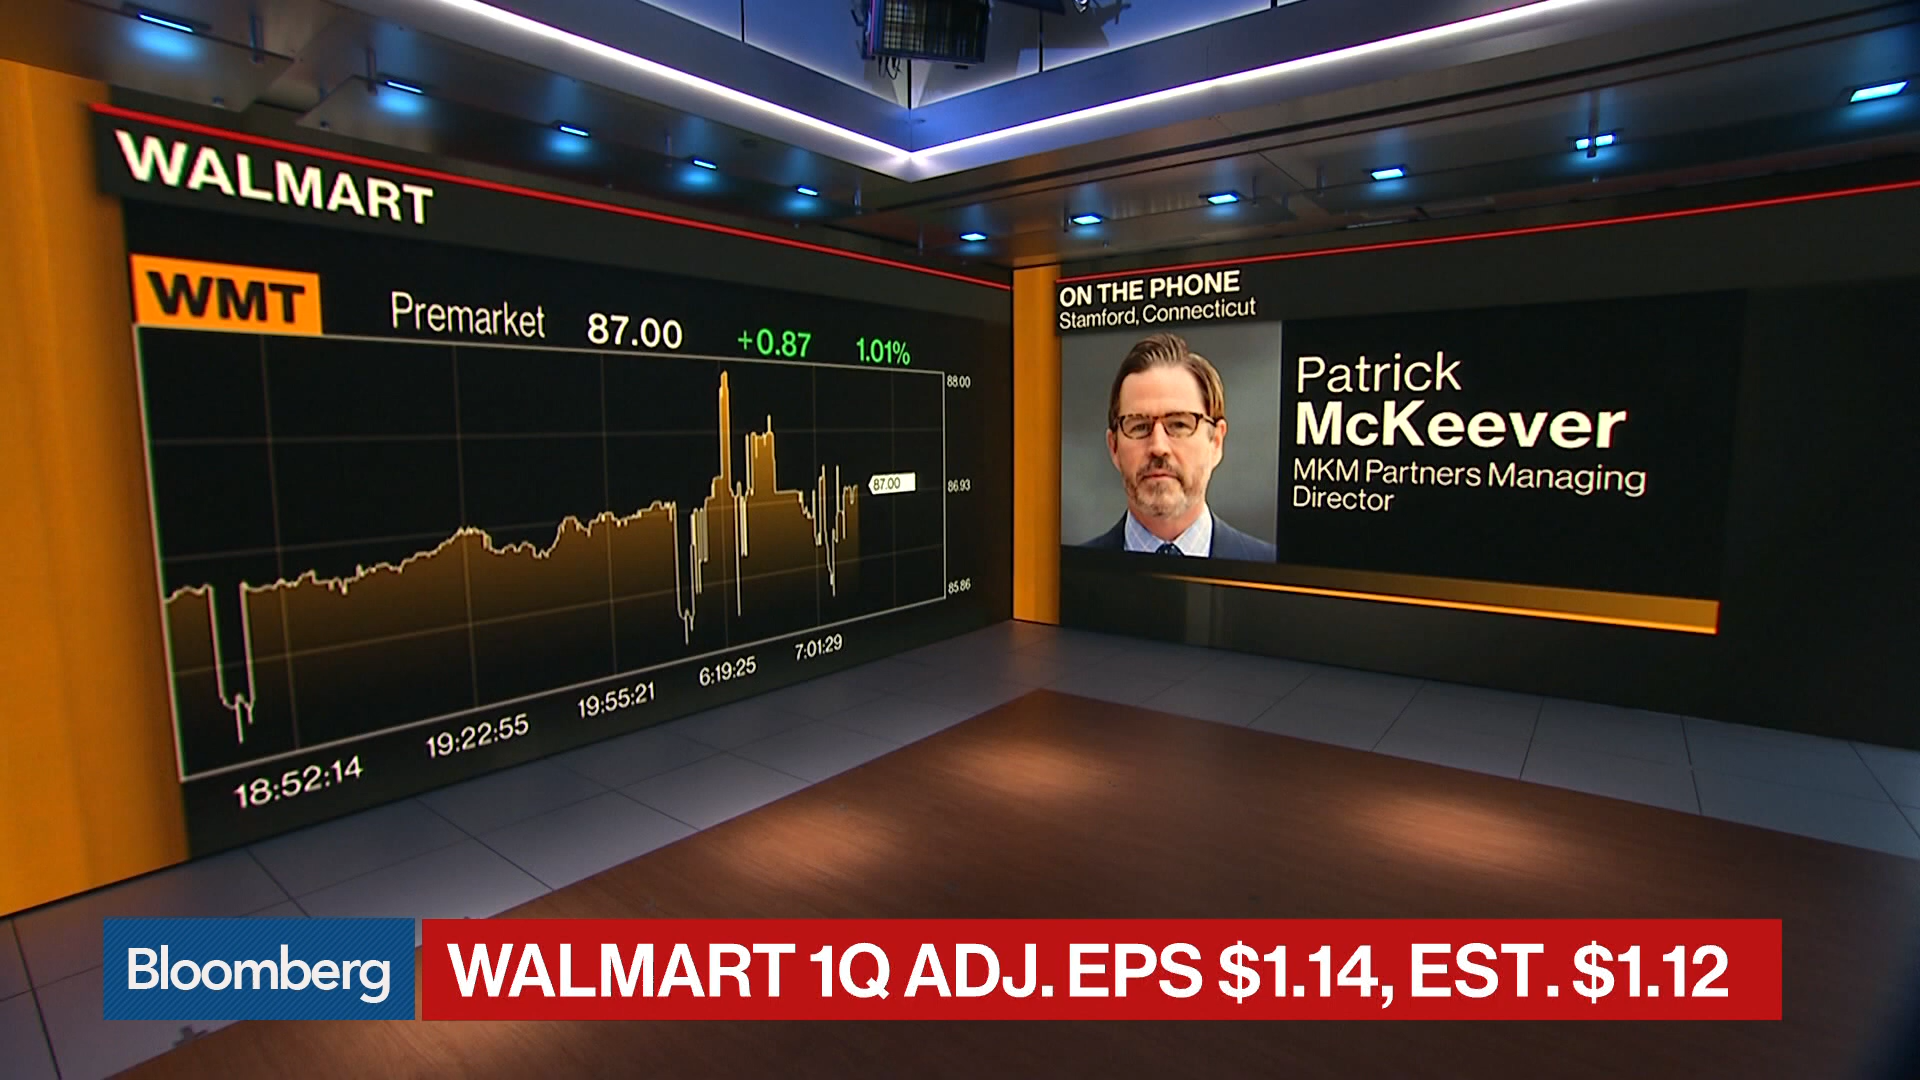 WALMART
WMT
Premarket 87.00 +0.87 1.01%
88.00
87.00
86.93
85.86
18:52:14
19:22:55
19:55:21
6:19:25
7:01:29
ON THE PHONE
Stamford, Connecticut
Patrick
McKeever
MKM Partners Managing
Director
Bloomberg
WALMART 1Q ADJ. EPS $1.14, EST. $1.12